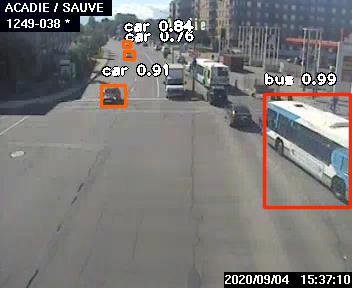 ACADIE / SAUVE
1249-038 *
car 0.84
car 0.76
car 0.91
bus 0.99
2020/09/04 15:37:10